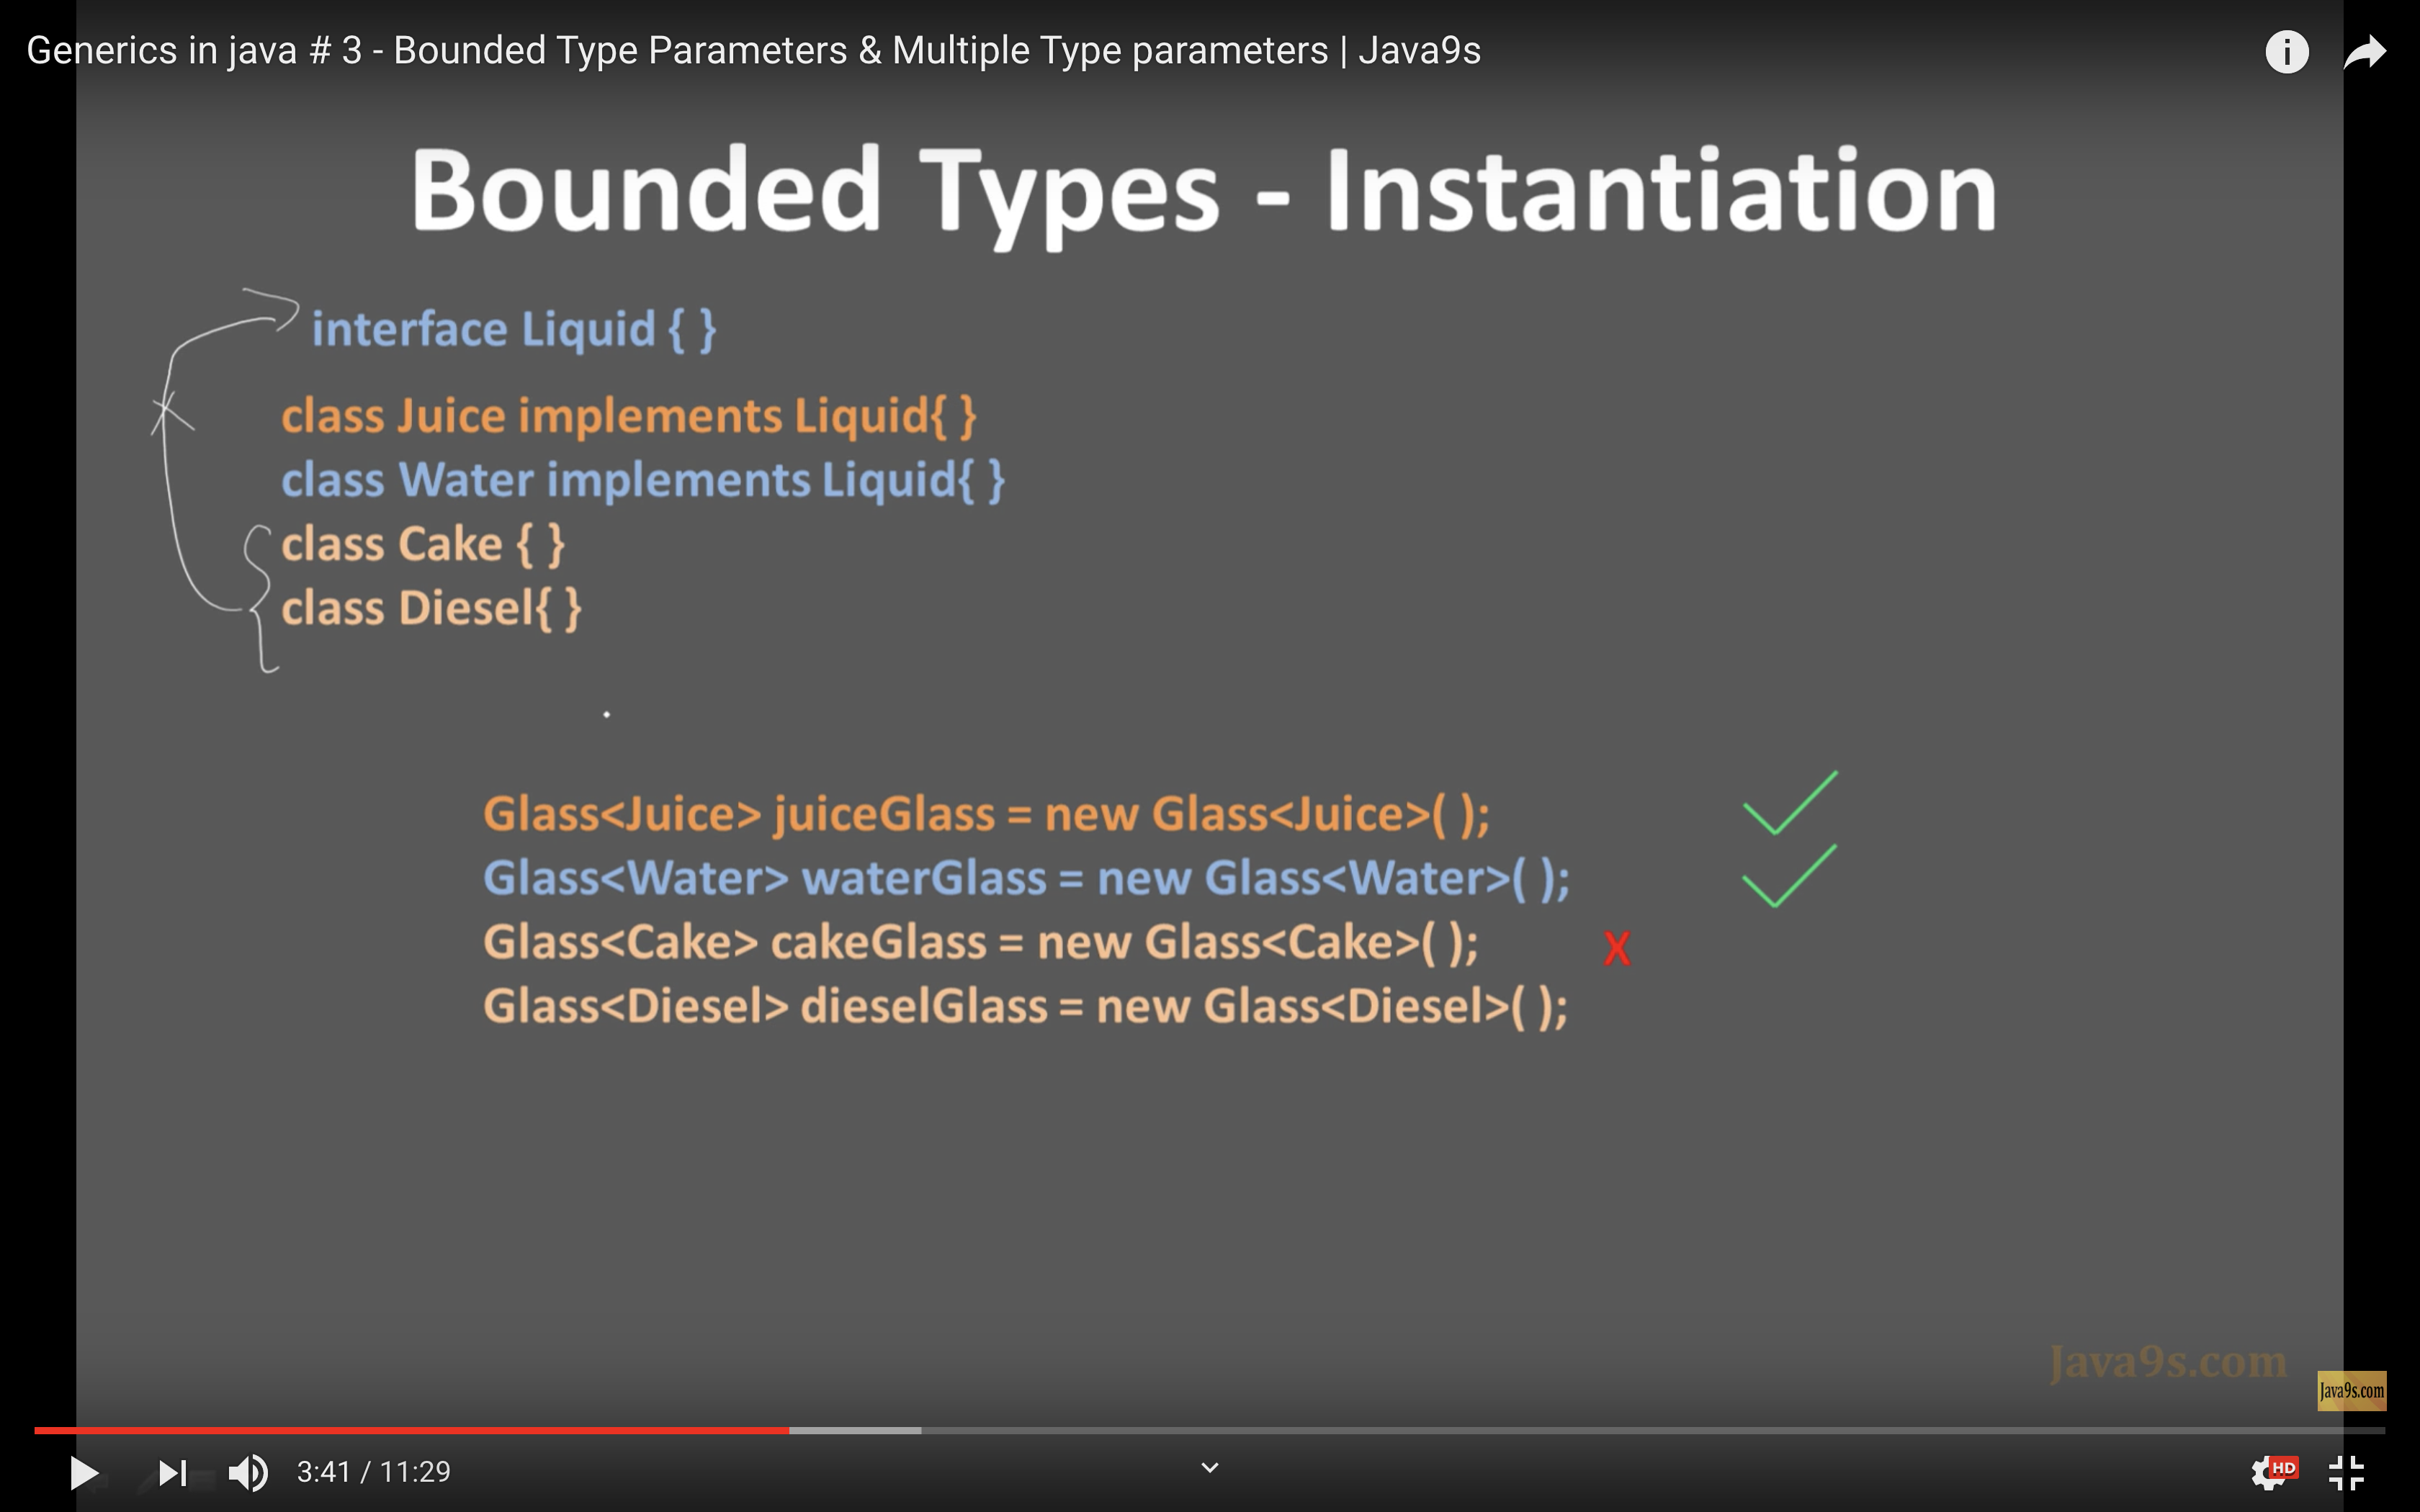 Generics in java # 3 - Bounded Type Parameters & Multiple Type parameters | Java9s
Bounded Types - Instantiation
interface Liquid { }
class Juice implements Liquid{ }
class Water implements Liquid{ }
class Cake { }
class Diesel{ }
Glass<Juice> juiceGlass = new Glass<Juice>( );
Glass<Water> waterGlass = new Glass<Water>( );
Glass<Cake> cakeGlass = new Glass<Cake>( ); X
Glass<Diesel> dieselGlass = new Glass<Diesel>( );
Java9s.com
Java9s.com
3:41 / 11:29
HD